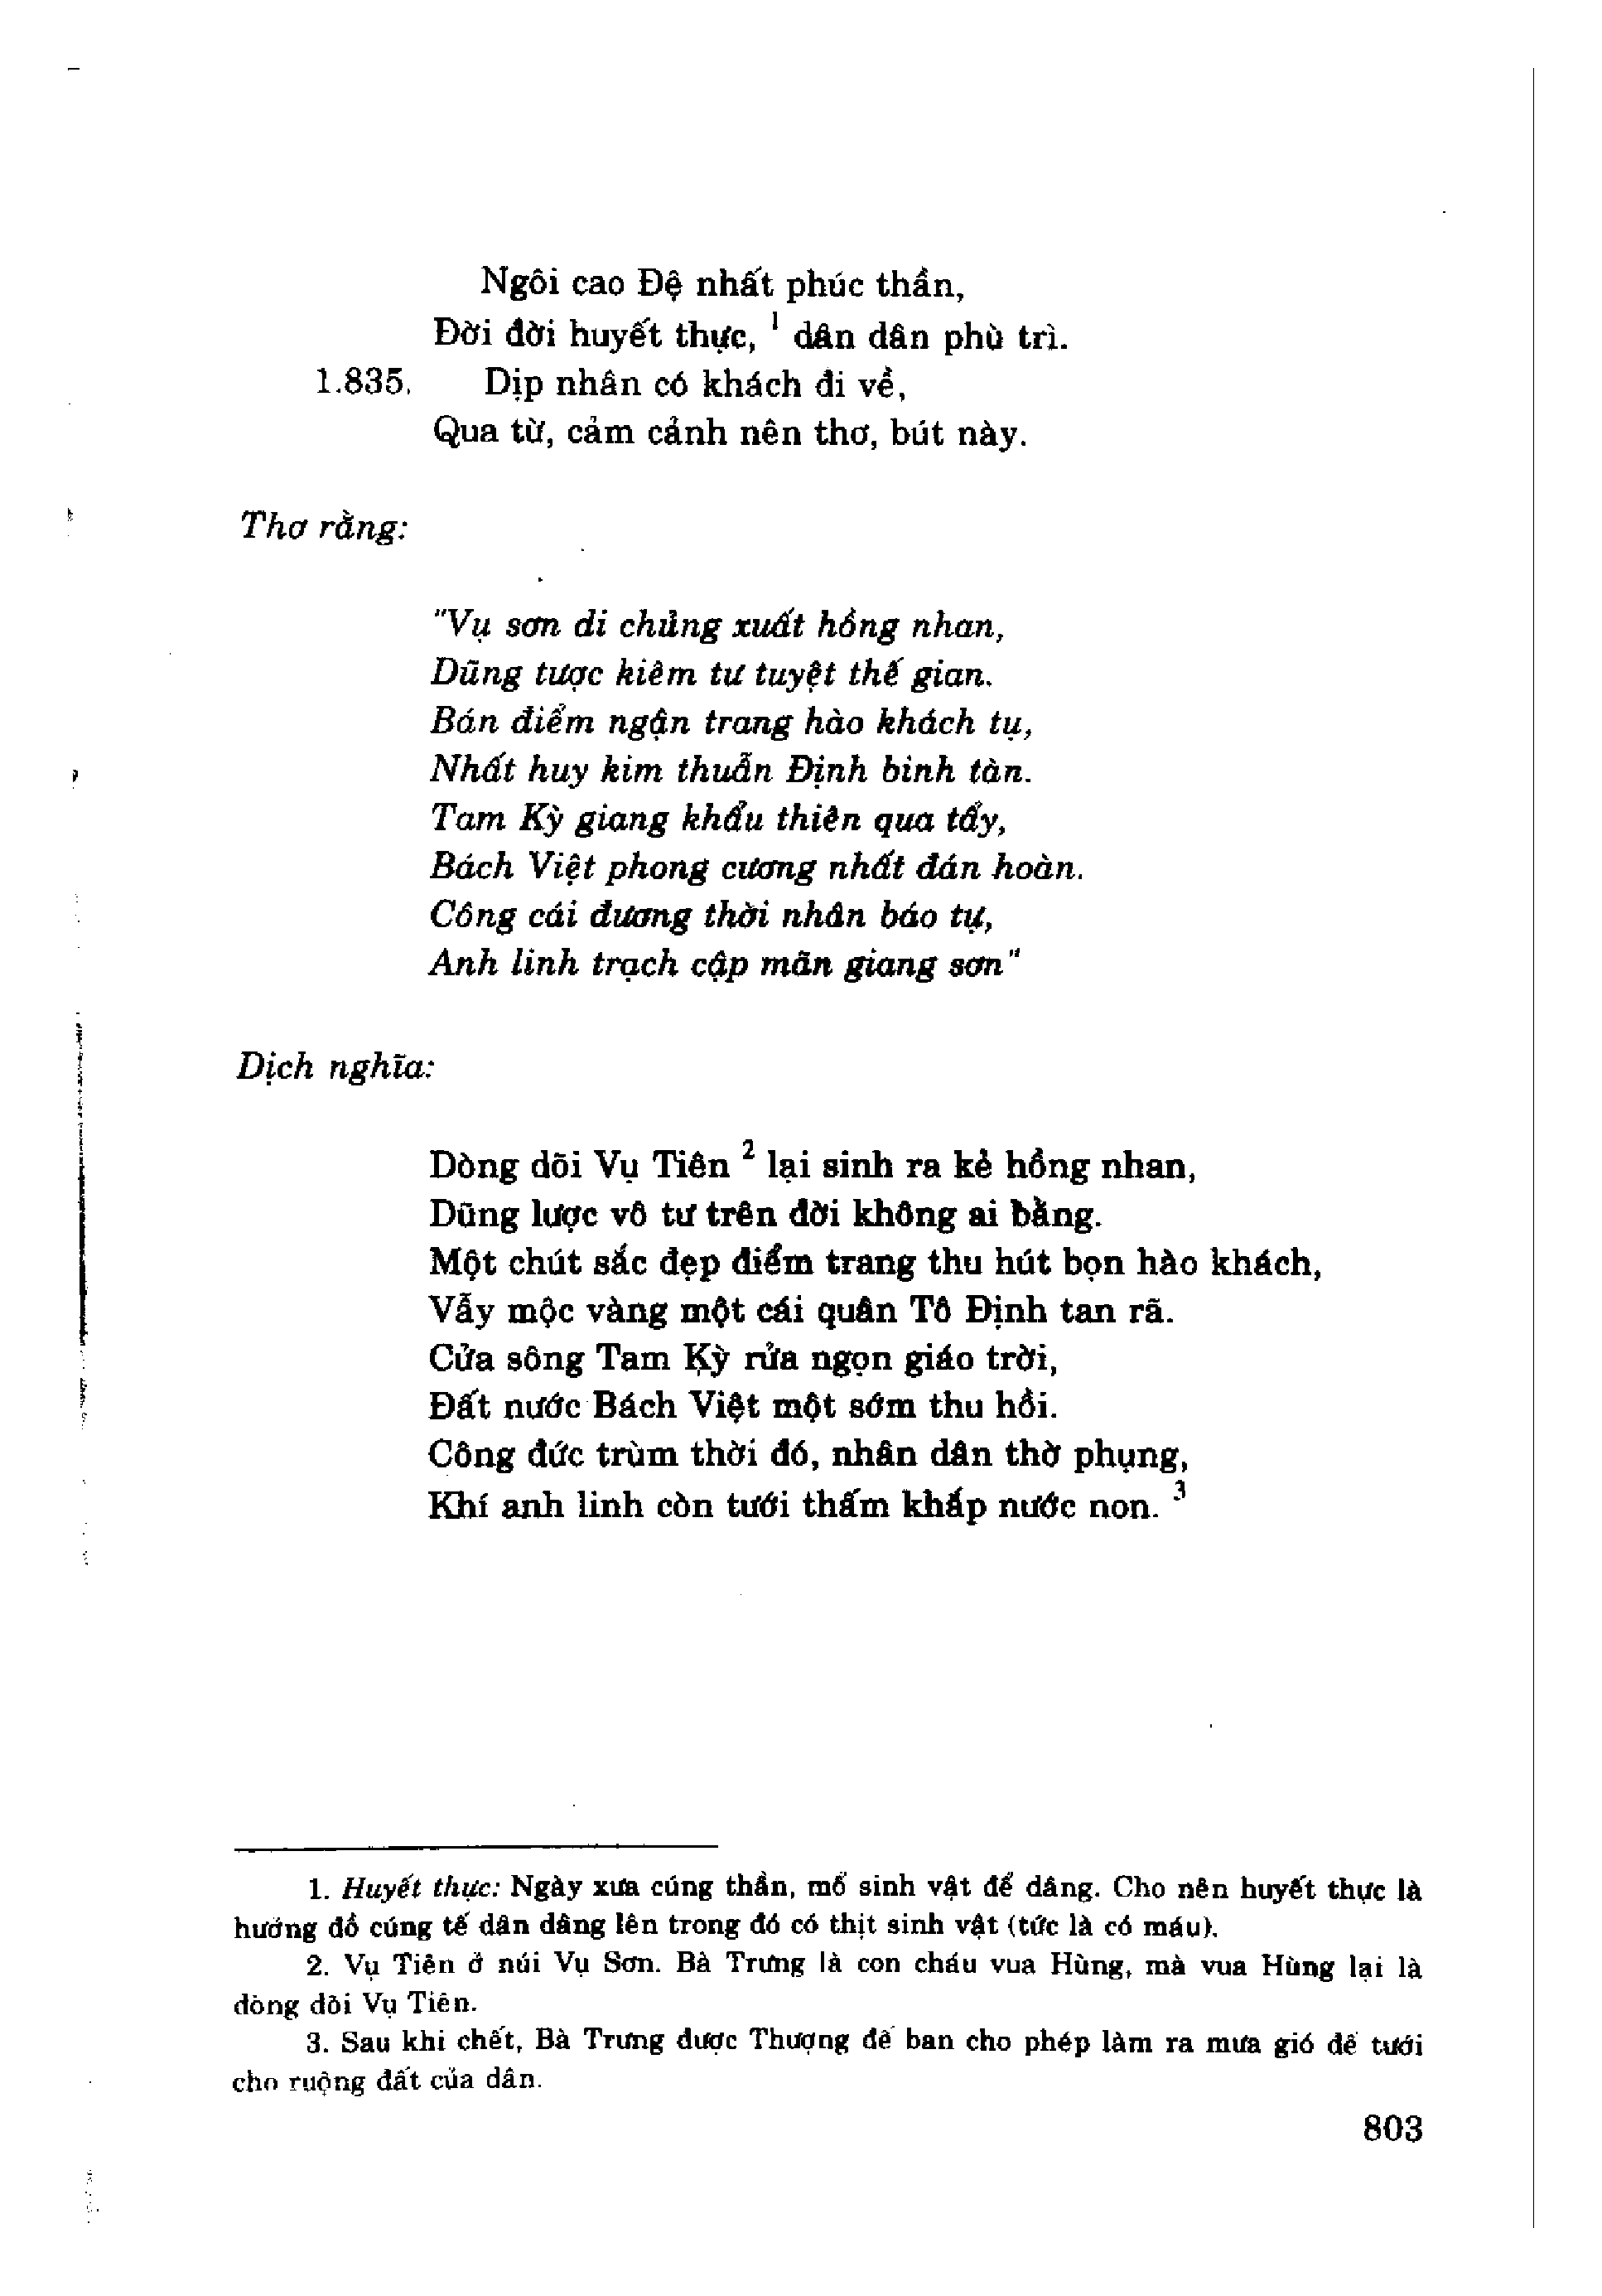 Ngôi cao Đệ nhất phúc thần,
Đời đời huyết thực, 1 dân dân phù trì.
1.835. Dịp nhân có khách đi về,
Qua từ, cảm cảnh nên thơ, bút này.
Thơ rằng:
"Vụ sơn di chủng xuất hồng nhan,
Dũng tược kiêm tư tuyệt thế gian.
Bán điểm ngận trang hào khách tụ,
Nhất huy kim thuẫn Định binh tàn.
Tam Kỳ giang khẩu thiên qua tẩy,
Bách Việt phong cương nhất đán hoàn.
Công cái đương thời nhân báo tự,
Anh linh trạch cập mãn giang sơn"
Dịch nghĩa:
Dòng dõi Vụ Tiên 2 lại sinh ra kẻ hồng nhan,
Dũng lược vô tư trên đời không ai bằng.
Một chút sắc đẹp điểm trang thu hút bọn hào khách,
Vẫy mộc vàng một cái quân Tô Định tan rã.
Cửa sông Tam Kỳ rửa ngọn giáo trời,
Đất nước Bách Việt một sớm thu hồi.
Công đức trùm thời đó, nhân dân thờ phụng,
Khí anh linh còn tưới thấm khắp nước non. 3
1. Huyết thực: Ngày xưa cúng thần, mổ sinh vật để dâng. Cho nên huyết thực là
hưởng đồ cúng tế dân dâng lên trong đó có thịt sinh vật (tức là có máu).
2. Vụ Tiên ở núi Vụ Sơn. Bà Trưng là con cháu vua Hùng, mà vua Hùng lại là
dòng dõi Vụ Tiên.
3. Sau khi chết, Bà Trưng được Thượng đế ban cho phép làm ra mưa gió để tưới
cho ruộng đất của dân.
803